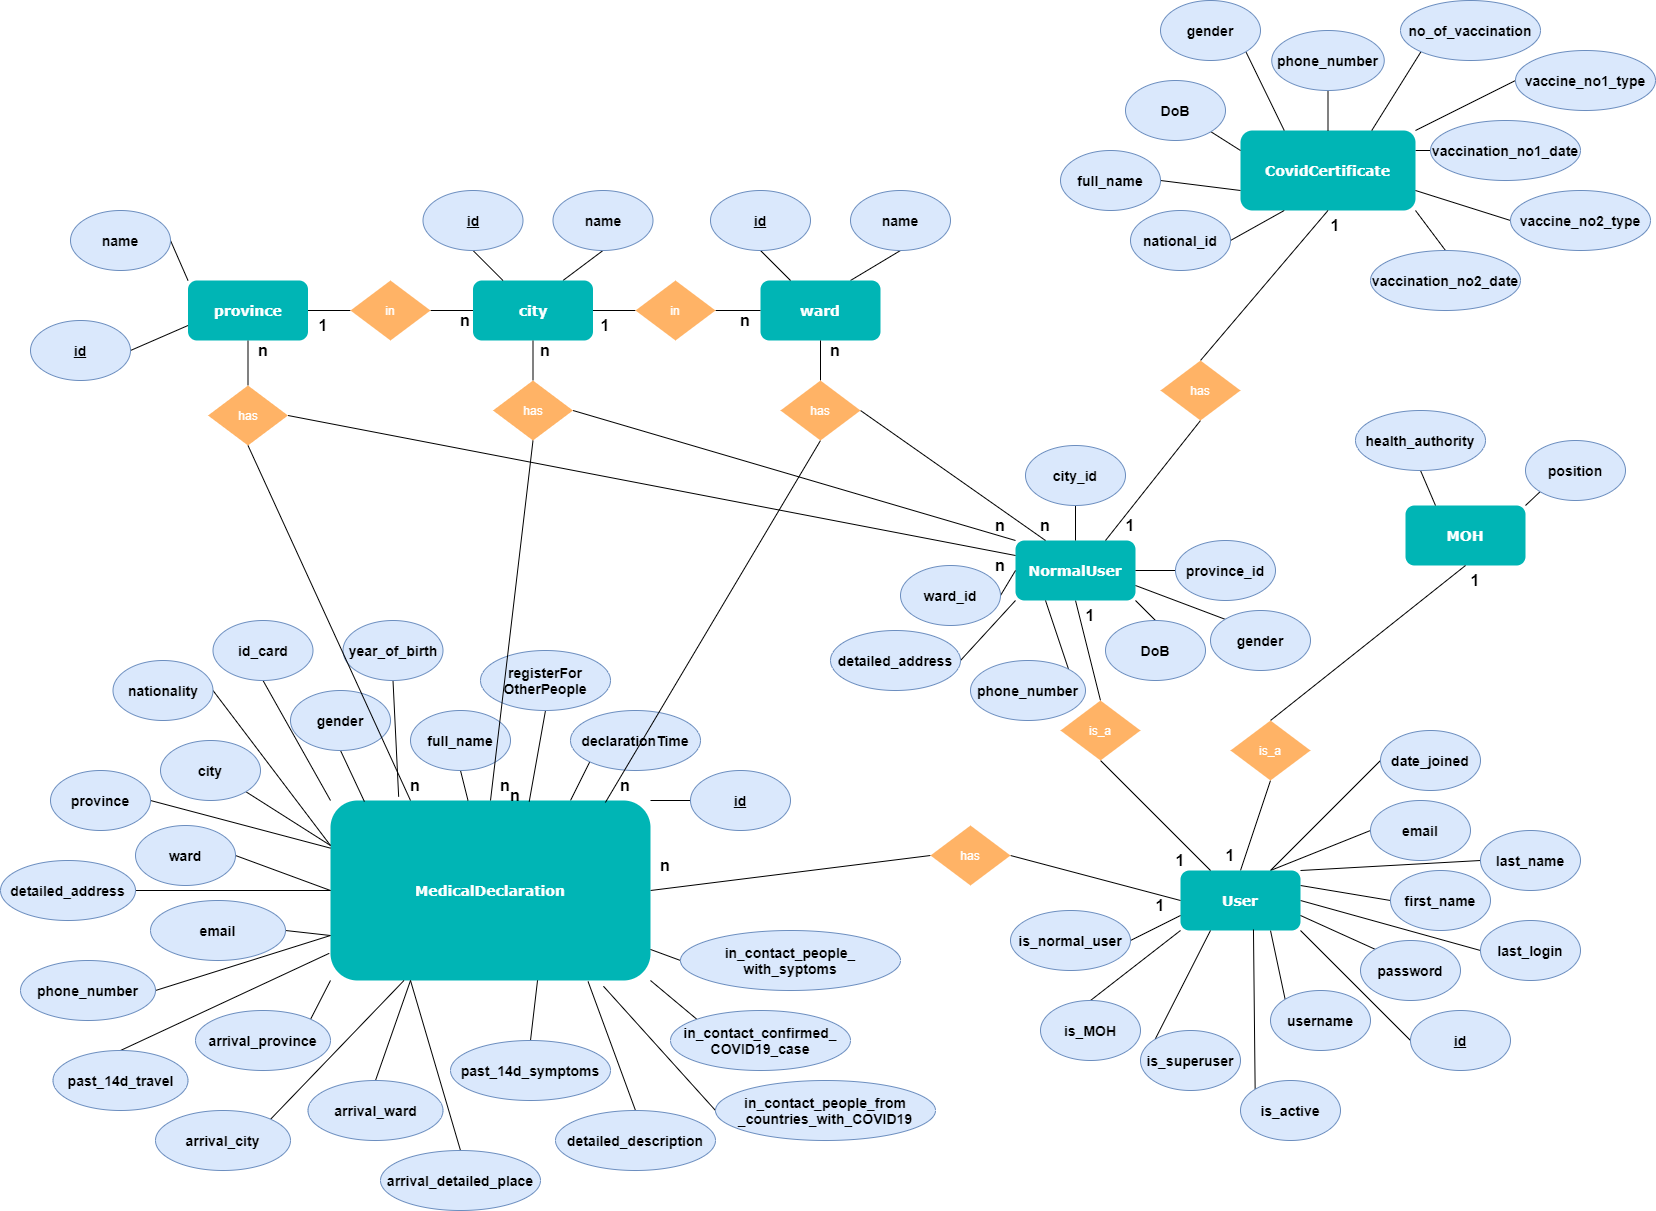 gender
no_of_vaccination
phone_number
vaccine_no1_type
DoB
vaccination_no1_date
CovidCertificate
full_name
national_id
1
vaccine_no2_type
vaccination_no2_date
name
id
name
id
name
province
1
in
n
city
1
in
n
ward
id
n
n
n
has
has
has
has
health_authority
position
city_id
n
n
1
MOH
1
NormalUser
n
province_id
ward_id
1
detailed_address
DoB
gender
phone_number
is_a
is_a
id_card
year_of_birth
nationality
gender
registerFor
OtherPeople
full_name
declarationTime
city
province
n
n
n
n
id
ward
detailed_address
MedicalDeclaration
n
has
1
1
1
User
date_joined
email
last_name
first_name
last_login
password
id
username
is_active
is_superuser
is_MOH
is_normal_user
email
phone_number
arrival_province
past_14d_travel
arrival_city
arrival_ward
arrival_detailed_place
past_14d_symptoms
detailed_description
in_contact_people_
with_syptoms
in_contact_confirmed_
COVID19_case
in_contact_people_from
_countries_with_COVID19